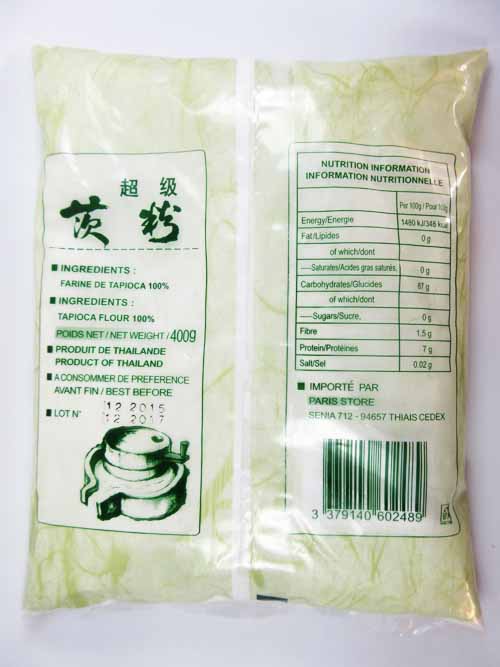 超级
茨粉
INGREDIENTS :
FARINE DE TAPIOCA 100%
INGREDIENTS :
TAPIOCA FLOUR 100%
POIDS NET / NET WEIGHT / 400g
PRODUIT DE THAILANDE
PRODUCT OF THAILAND
A CONSOMMER DE PREFERENCE
AVANT FIN / BEST BEFORE
12 2015
LOT N° 12 2017
NUTRITION INFORMATION
INFORMATION NUTRITIONNELLE
Per 100g / Pour 100g
Energy/Energie 1480 kJ/348 kcal
Fat/Lipides 0 g
of which/dont
Saturates/Acides gras saturés, 0 g
Carbohydrates/Glucides 87 g
of which/dont
Sugars/Sucre, 0 g
Fibre 1.5 g
Protein/Protéines 7 g
Salt/Sel 0.02 g
IMPORTÉ PAR
PARIS STORE
SENIA 712 - 94657 THIAIS CEDEX
3 379140 602489